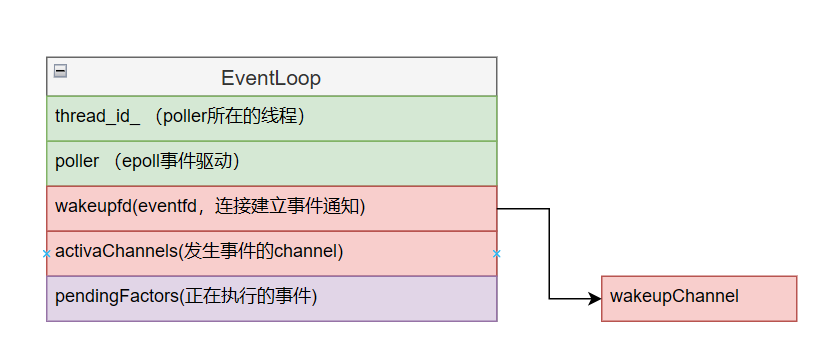 EventLoop
thread_id_ （poller所在的线程）
poller （epoll事件驱动）
wakeupfd(eventfd，连接建立事件通知)
activaChannels(发生事件的channel)
pendingFactors(正在执行的事件)
wakeupChannel